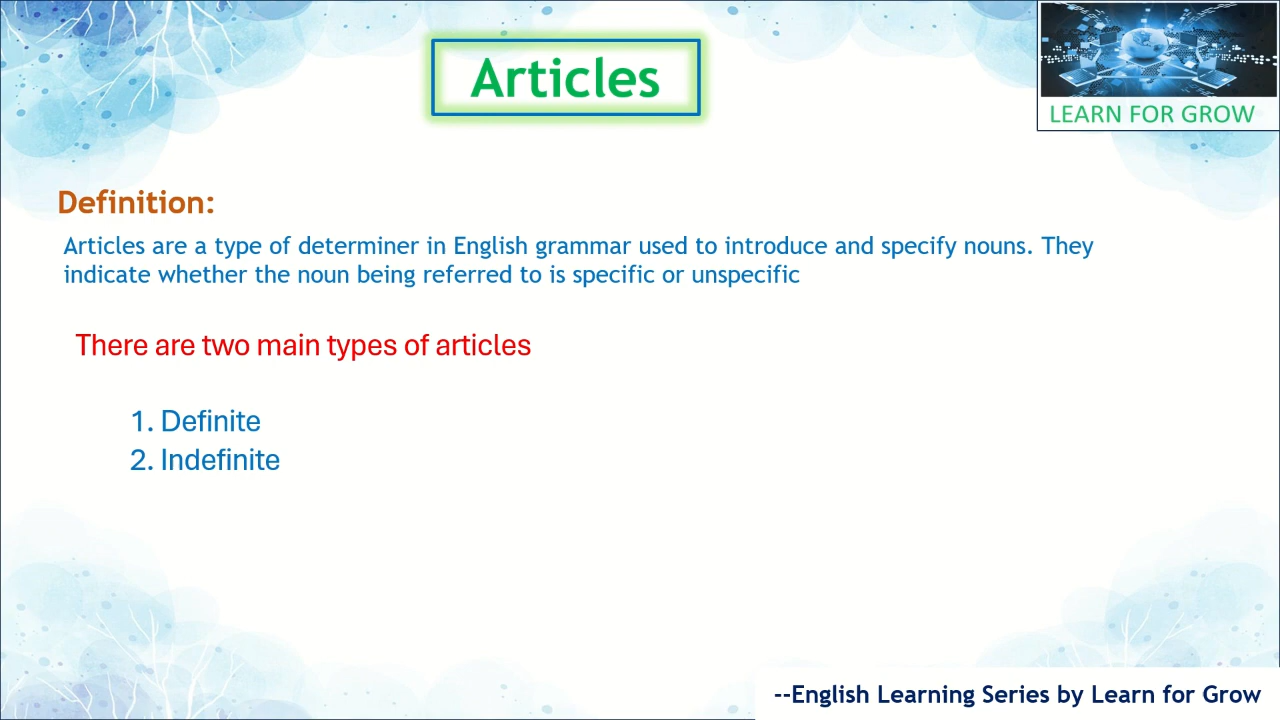 Articles
LEARN FOR GROW
Definition:
Articles are a type of determiner in English grammar used to introduce and specify nouns. They
indicate whether the noun being referred to is specific or unspecific
There are two main types of articles
1. Definite
2. Indefinite
--English Learning Series by Learn for Grow